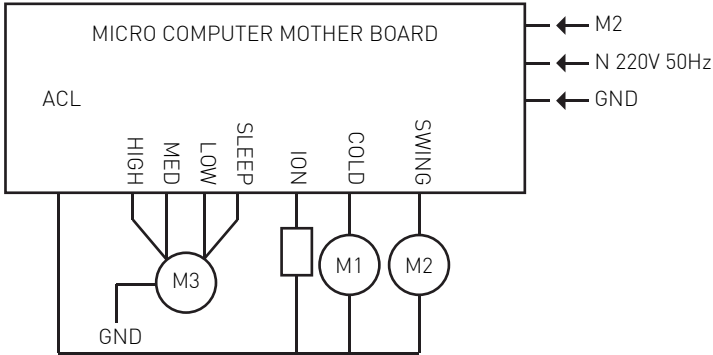 MICRO COMPUTER MOTHER BOARD
M2
N 220V 50Hz
ACL
GND
HIGH
MED
LOW
SLEEP
ION
COLD
SWING
M3
M1
M2
GND